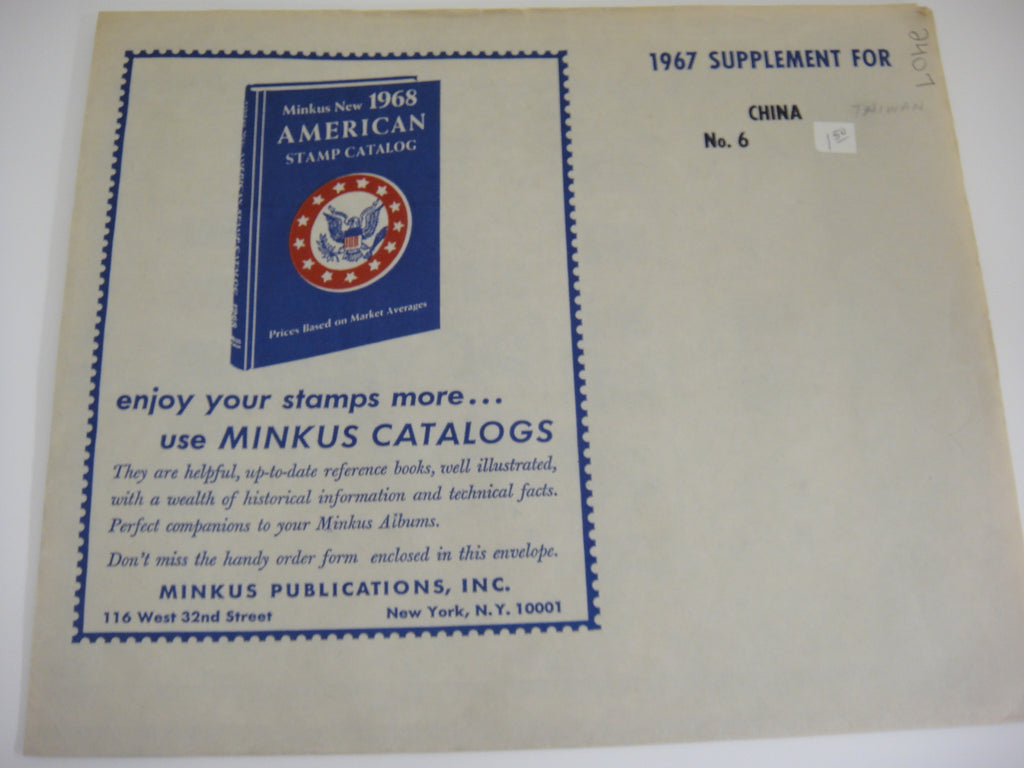 1967 SUPPLEMENT FOR
CHINA
TAIWAN
No. 6
1 50
Minkus New 1968
AMERICAN
STAMP CATALOG
Prices Based on Market Averages
enjoy your stamps more...
use MINKUS CATALOGS
They are helpful, up-to-date reference books, well illustrated,
with a wealth of historical information and technical facts.
Perfect companions to your Minkus Albums.
Don't miss the handy order form enclosed in this envelope.
MINKUS PUBLICATIONS, INC.
116 West 32nd Street New York, N.Y. 10001